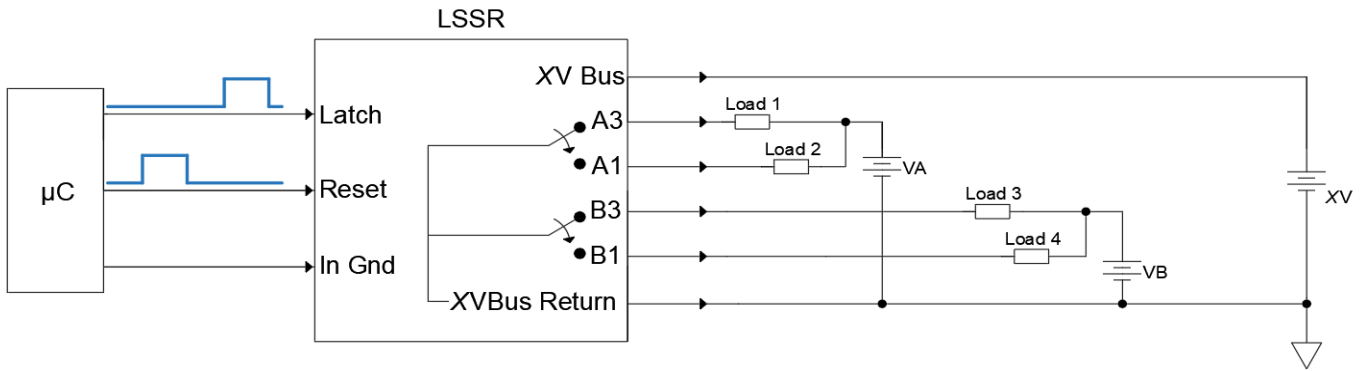 LSSR
XV Bus
Latch
A3
Load 1
Load 2
A1
VA
µC
Reset
XV
B3
Load 3
Load 4
B1
In Gnd
VB
XVBus Return